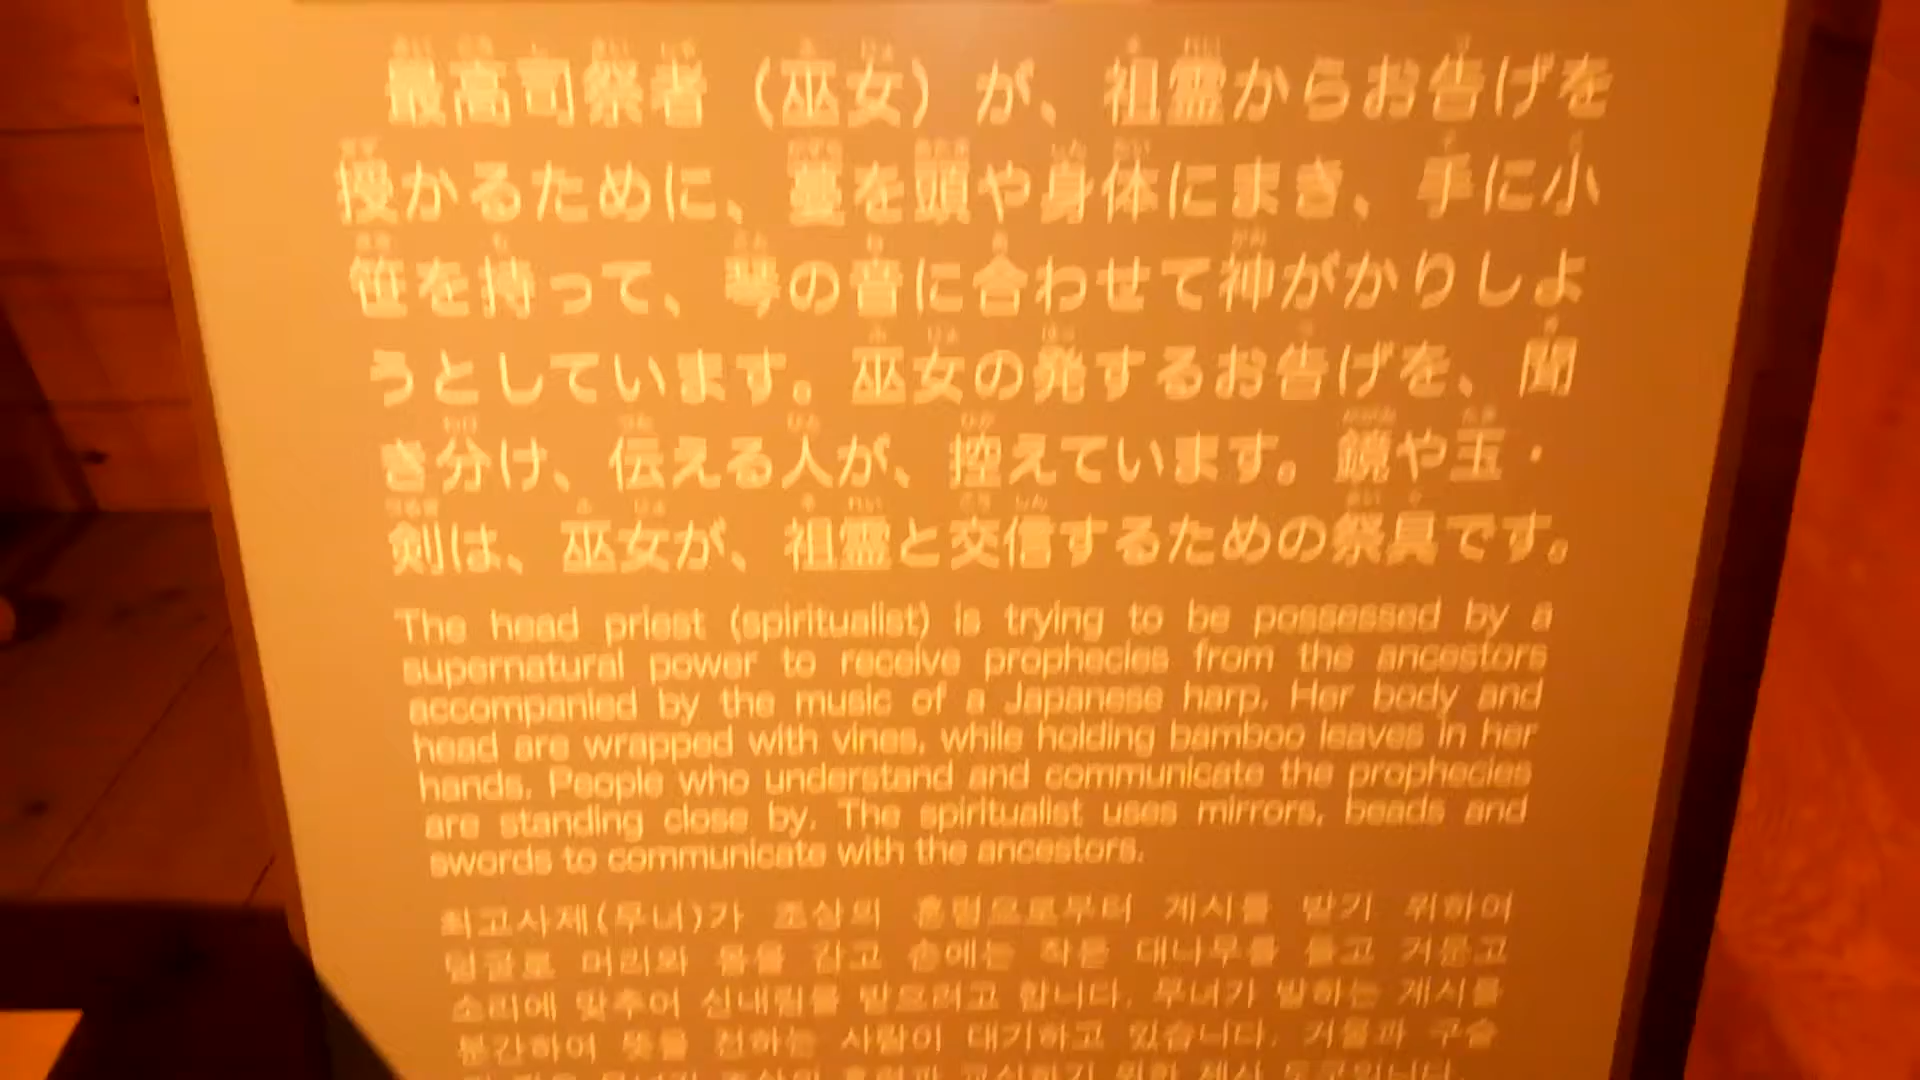 最高司祭者（巫女）が、祖霊からお告げを
授かるために、蔓を頭や身体にまき、手に小
笹を持って、琴の音に合わせて神がかりしよ
うとしています。巫女の発するお告げを、聞
き分け、伝える人が、控えています。鏡や玉・
剣は、巫女が、祖霊と交信するための祭具です。
The head priest (spiritualist) is trying to be possessed by a
supernatural power to receive prophecies from the ancestors
accompanied by the music of a Japanese harp. Her body and
head are wrapped with vines, while holding bamboo leaves in her
hands. People who understand and communicate the prophecies
are standing close by. The spiritualist uses mirrors, beads and
swords to communicate with the ancestors.
최고사제(무녀)가 조상의 혼령으로부터 계시를 받기 위하여
덩굴로 머리와 몸을 감고 손에는 작은 대나무를 들고 거문고
소리에 맞추어 신내림을 받으려고 합니다. 무녀가 발하는 계시를
분간하여 뜻을 전하는 사람이 대기하고 있습니다. 거울과 구슬